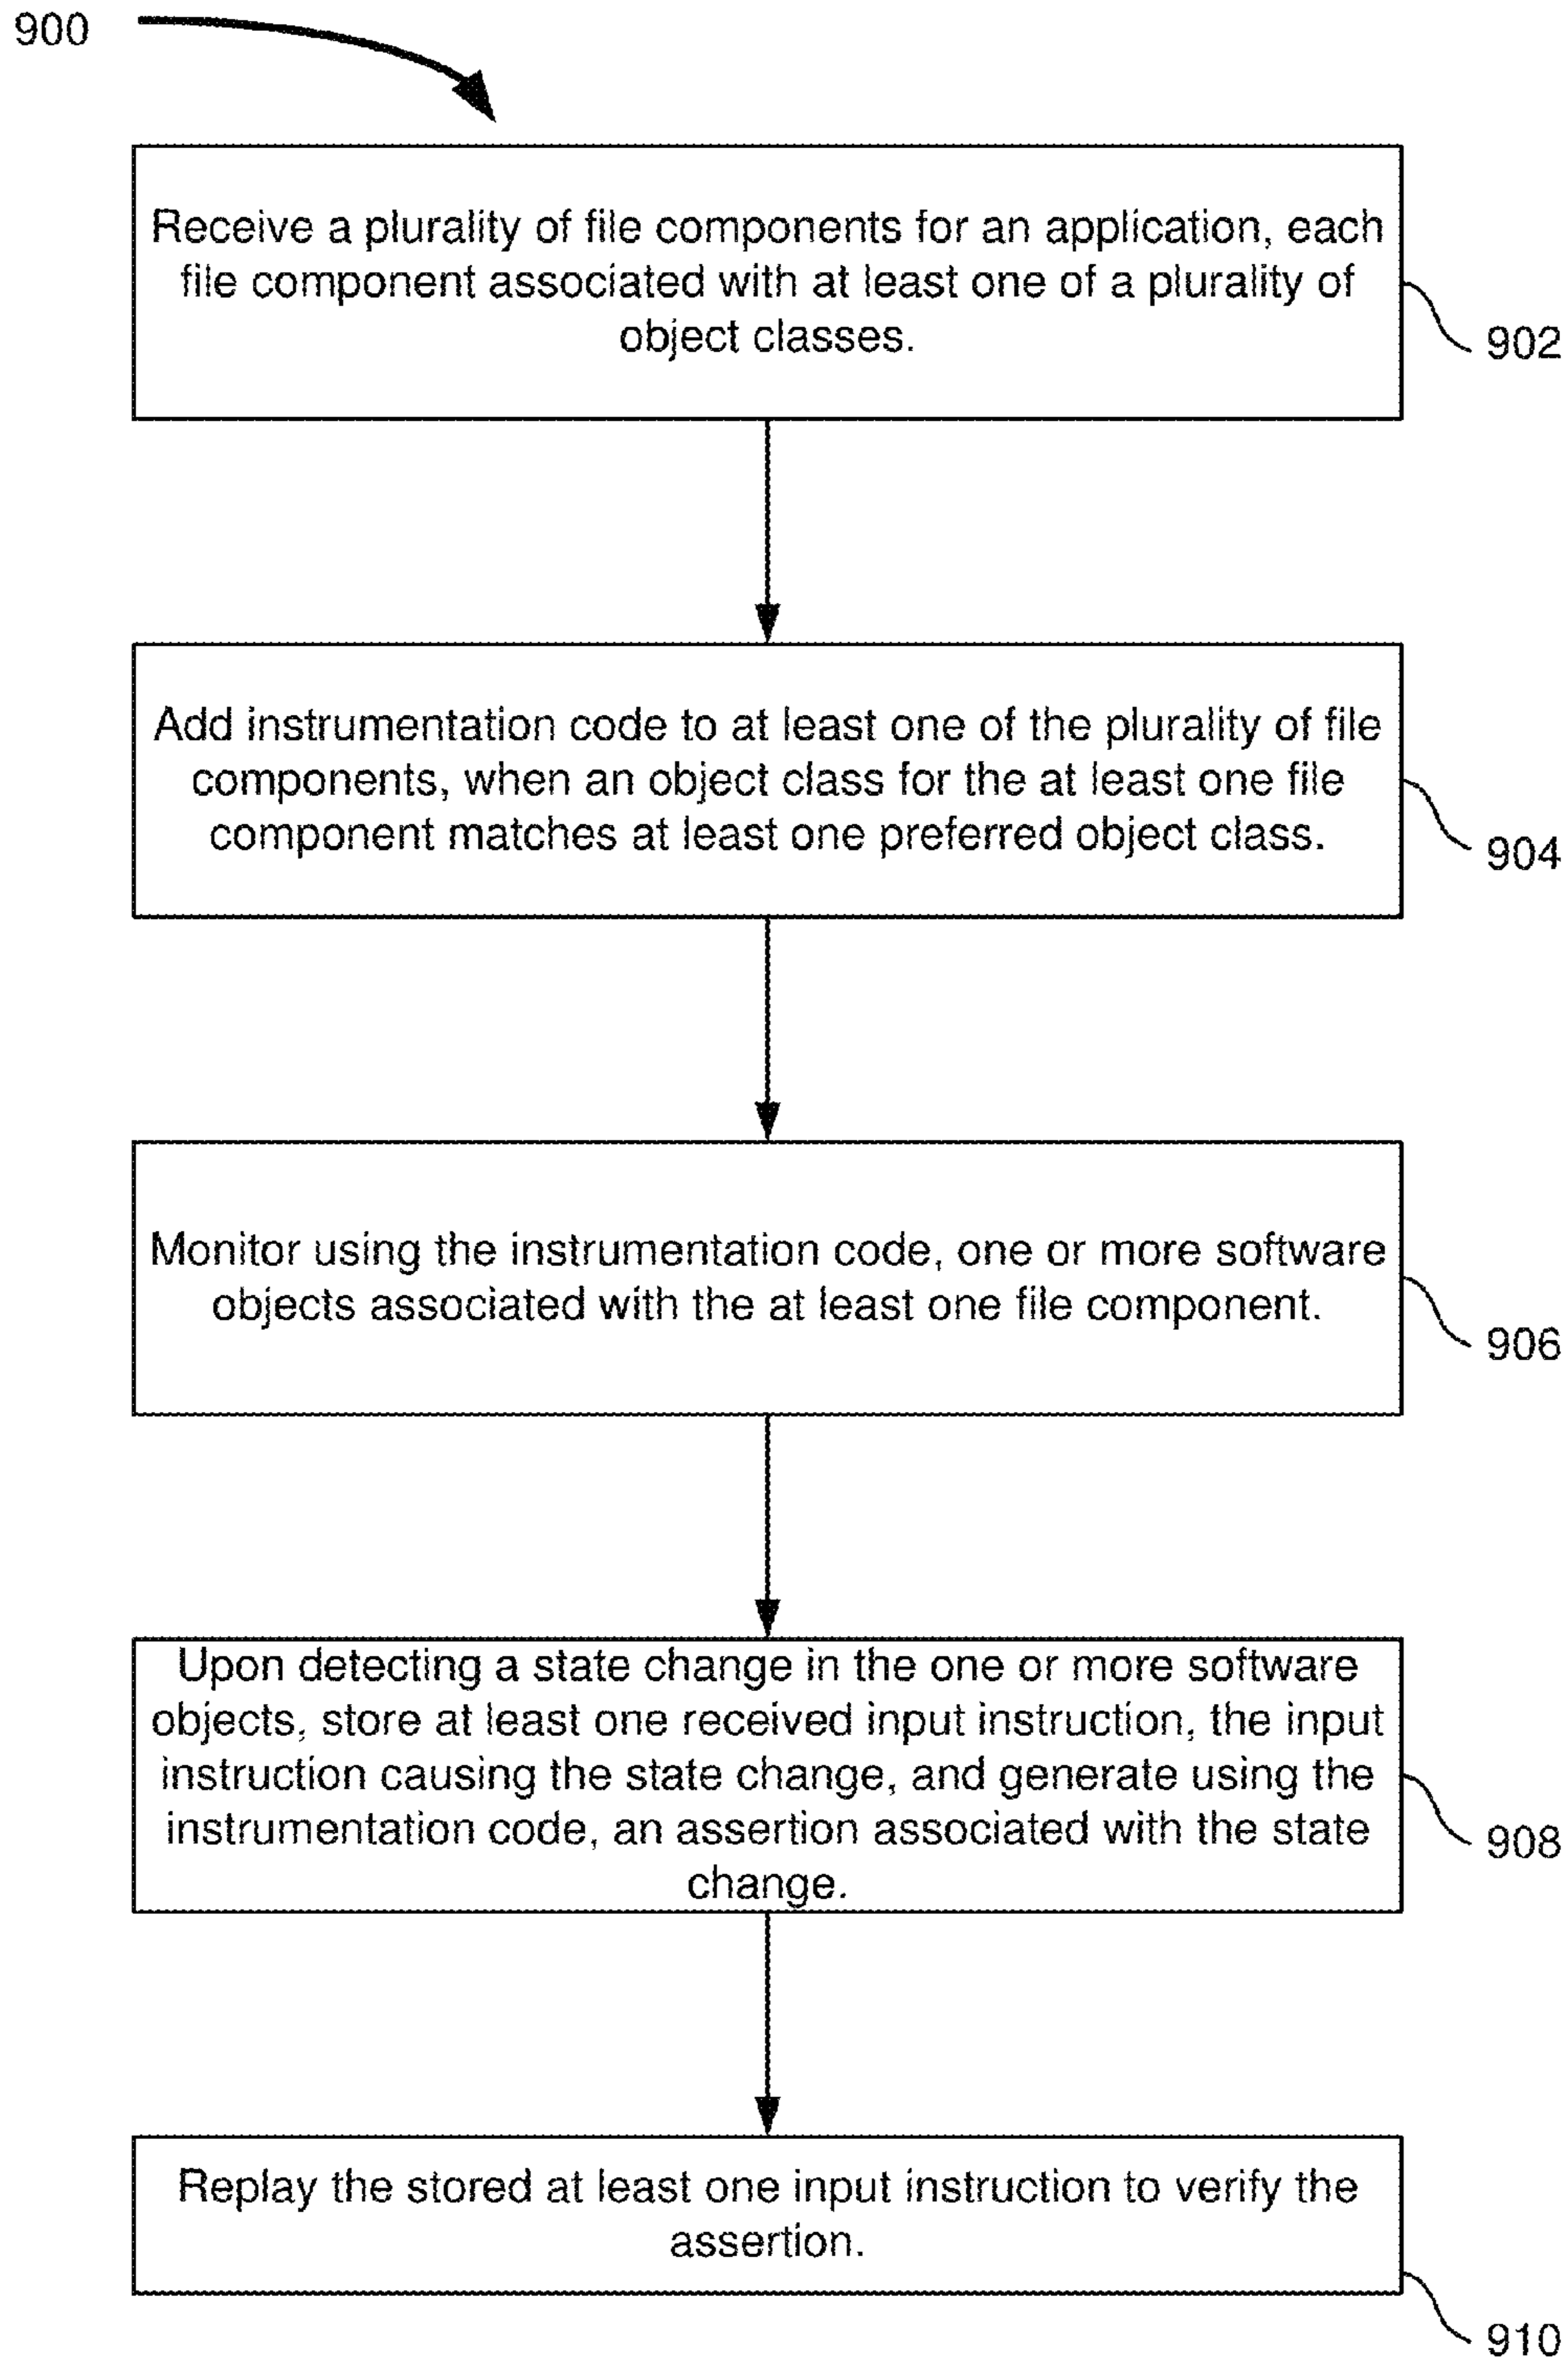 900
Receive a plurality of file components for an application, each
file component associated with at least one of a plurality of
object classes.
902
Add instrumentation code to at least one of the plurality of file
components, when an object class for the at least one file
component matches at least one preferred object class.
904
Monitor using the instrumentation code, one or more software
objects associated with the at least one file component.
906
Upon detecting a state change in the one or more software
objects, store at least one received input instruction, the input
instruction causing the state change, and generate using the
instrumentation code, an assertion associated with the state
change.
908
Replay the stored at least one input instruction to verify the
assertion.
910